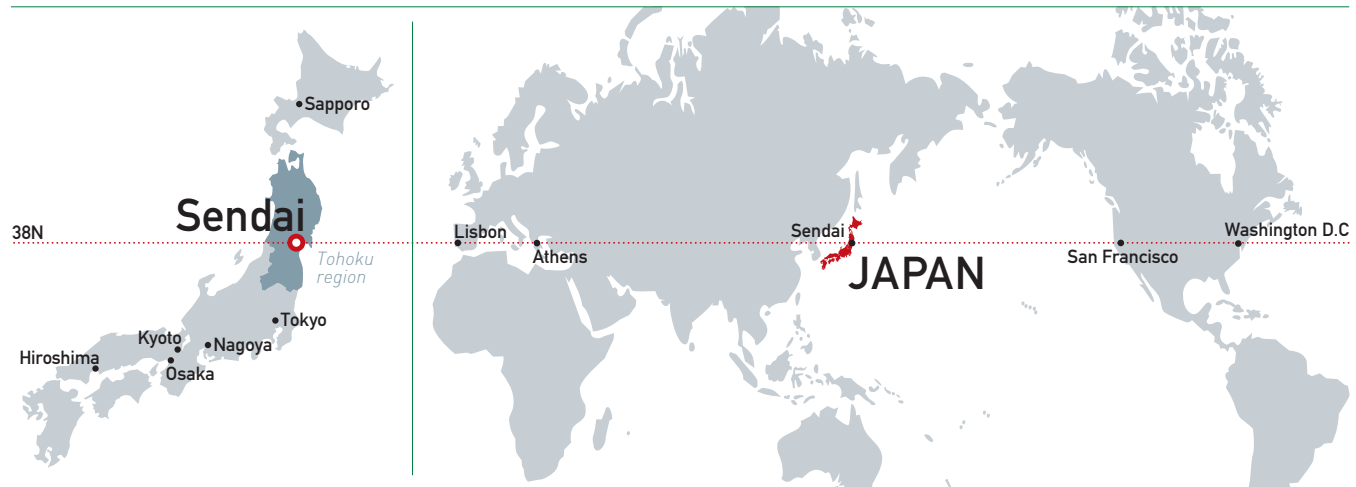 Sapporo
Sendai
38N
Tohoku
region
Tokyo
Kyoto
Nagoya
Hiroshima
Osaka
Lisbon
Athens
Sendai
JAPAN
San Francisco
Washington D.C